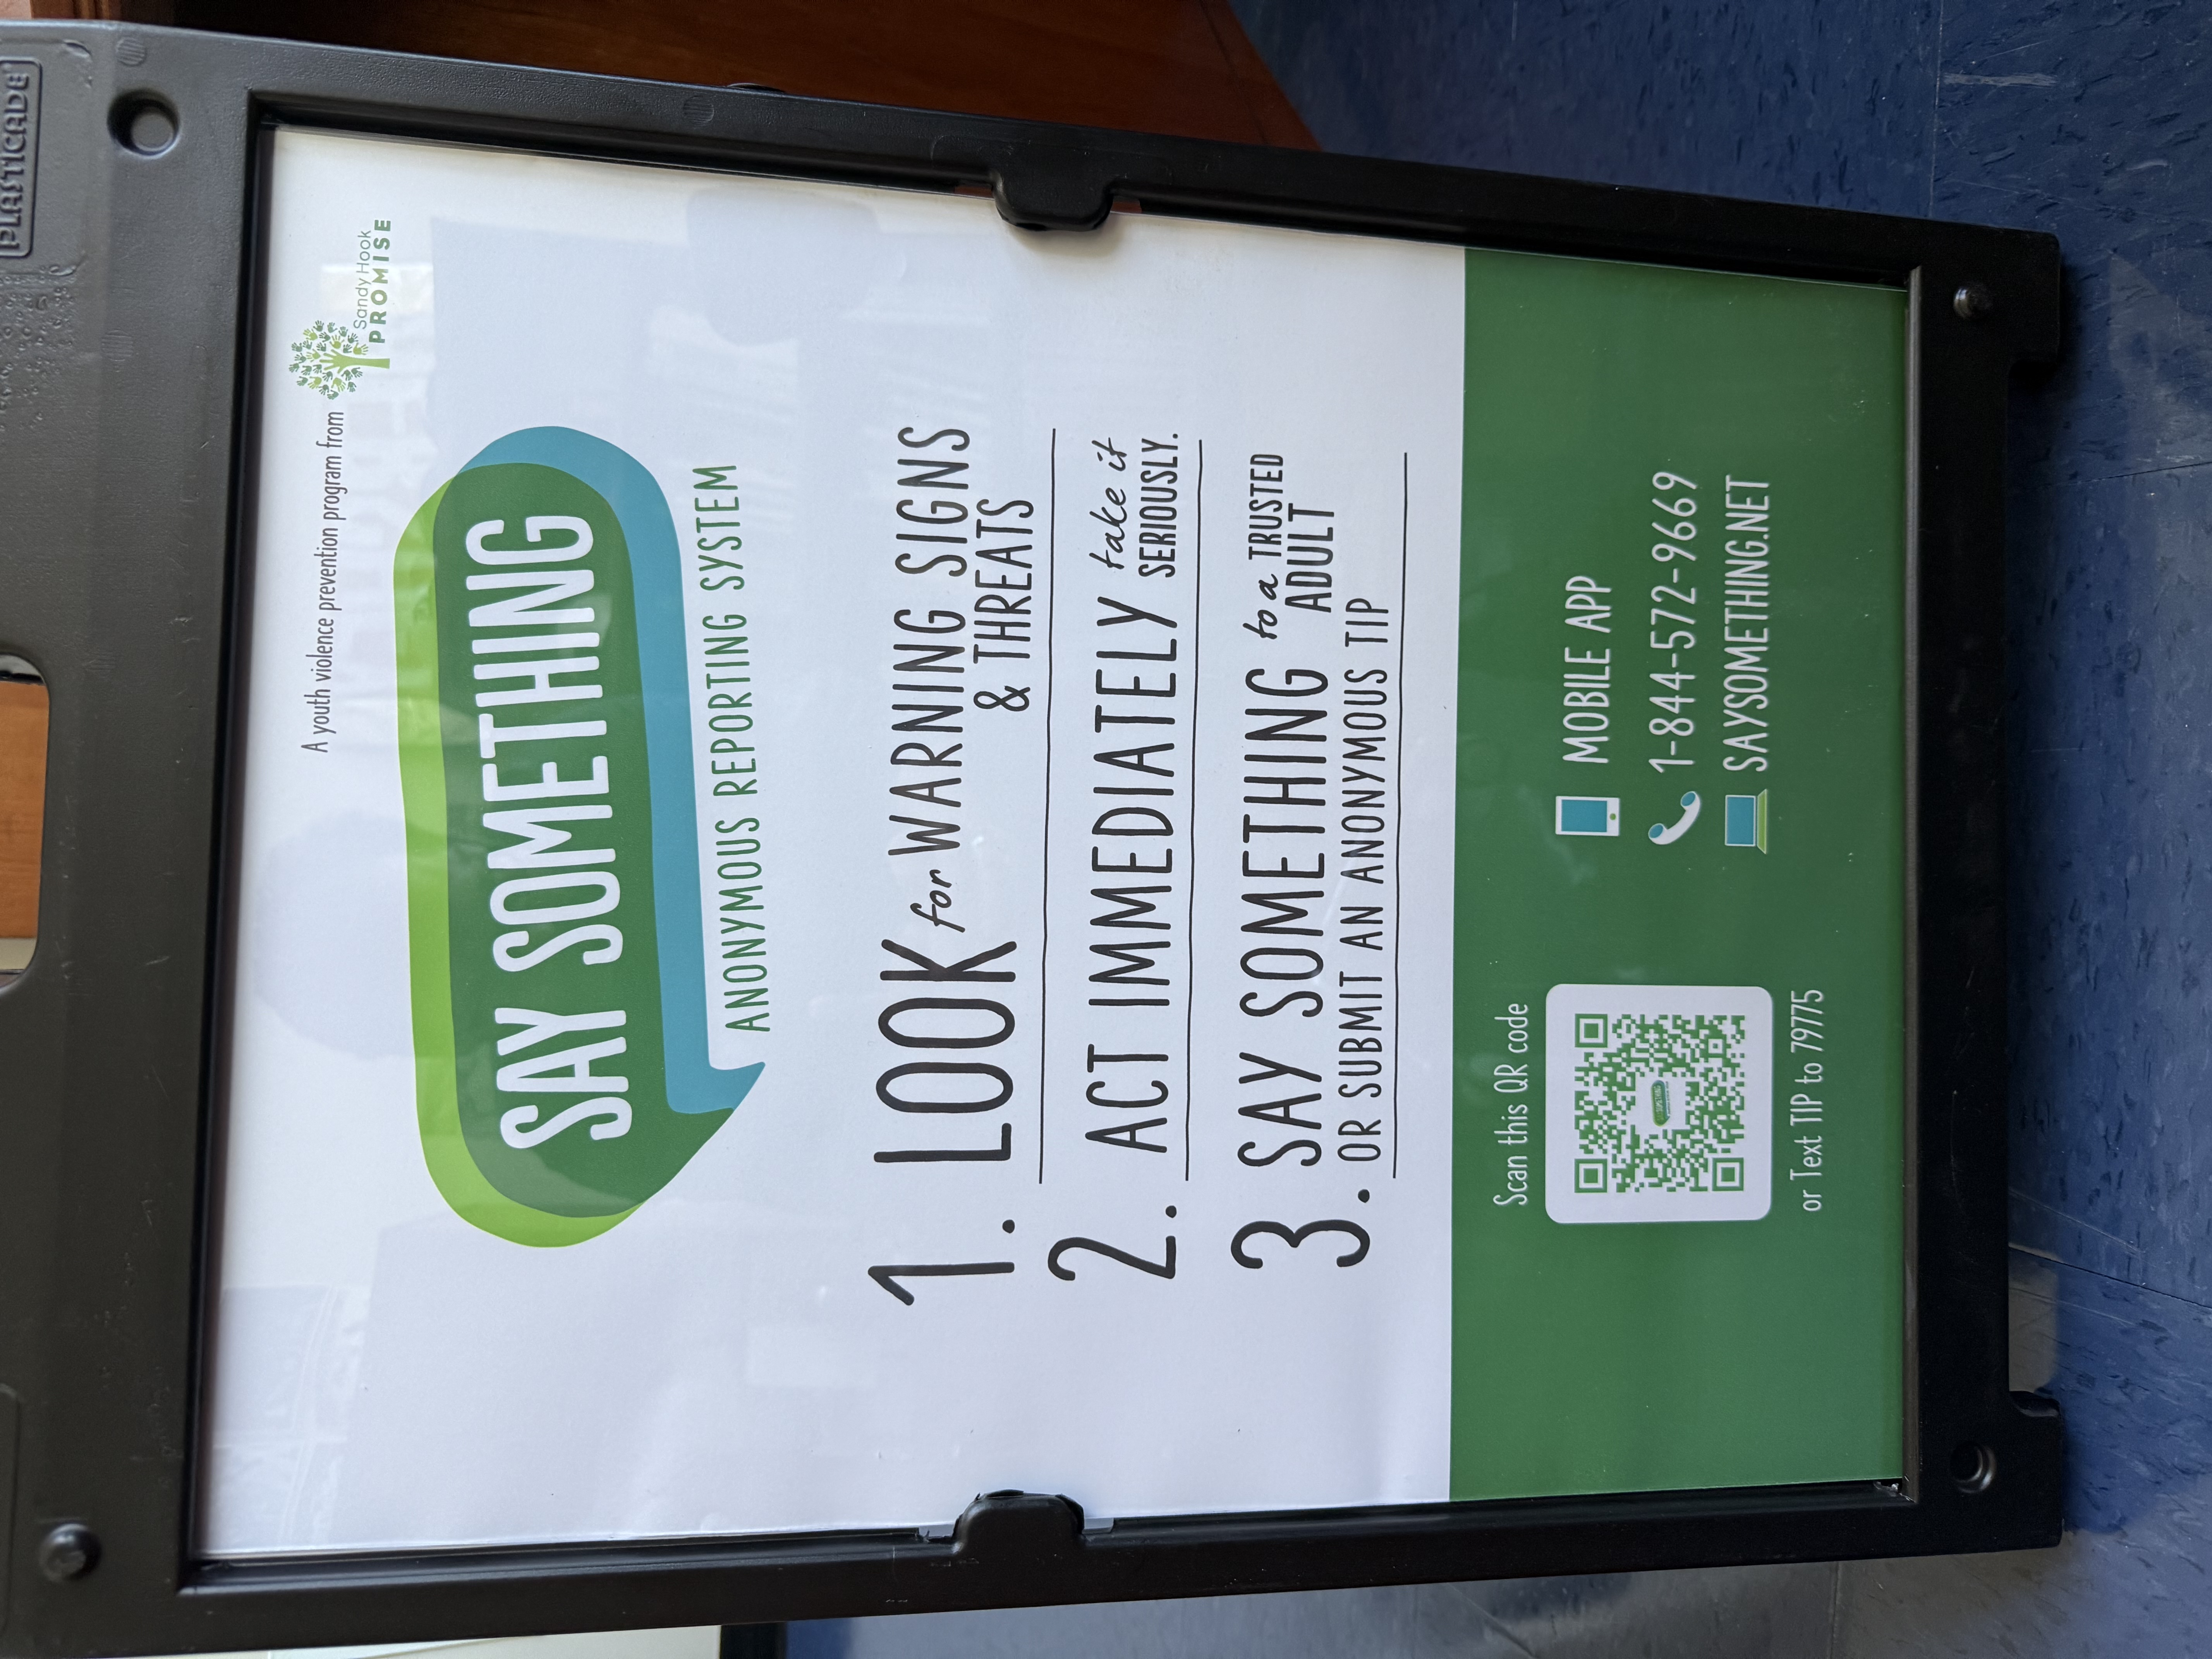 PLASTICADE
A youth violence prevention program from
Sandy Hook
PROMISE
SAY SOMETHING
ANONYMOUS REPORTING SYSTEM
1. LOOK for WARNING SIGNS
& THREATS
2. ACT IMMEDIATELY take it
SERIOUSLY.
3. SAY SOMETHING to a TRUSTED
ADULT
OR SUBMIT AN ANONYMOUS TIP
Scan this QR code
or Text TIP to 79775
MOBILE APP
1-844-572-9669
SAYSOMETHING.NET